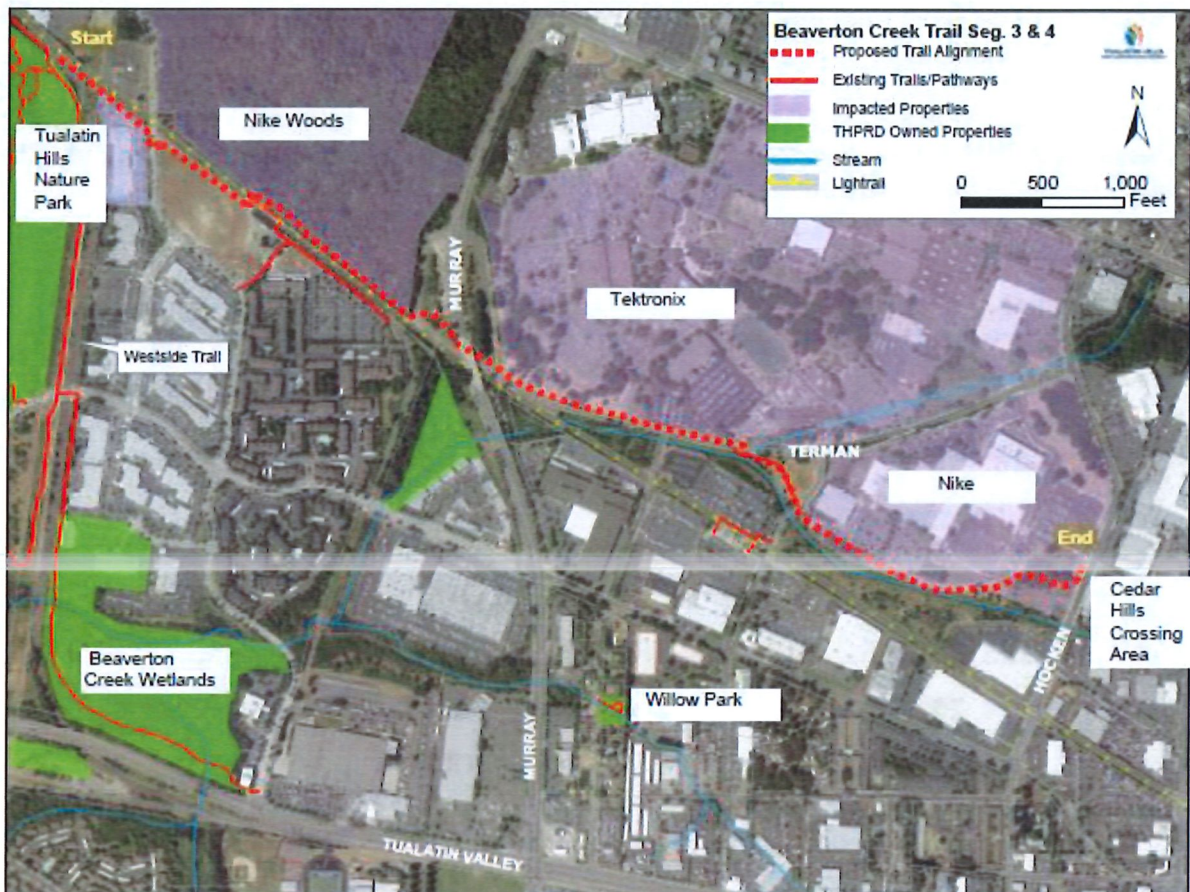 Beaverton Creek Trail Seg. 3 & 4
Proposed Trail Alignment
Existing Trails/Pathways
Impacted Properties
THPRD Owned Properties
Stream
Lightrail
N
0 500 1,000
Feet
Start
Tualatin
Hills
Nature
Park
Nike Woods
MURRAY
Tektronix
Westside Trail
TERMAN
Nike
End
Cedar
Hills
Crossing
Area
HOCKEN
Beaverton
Creek Wetlands
Willow Park
MURRAY
TUALATIN VALLEY